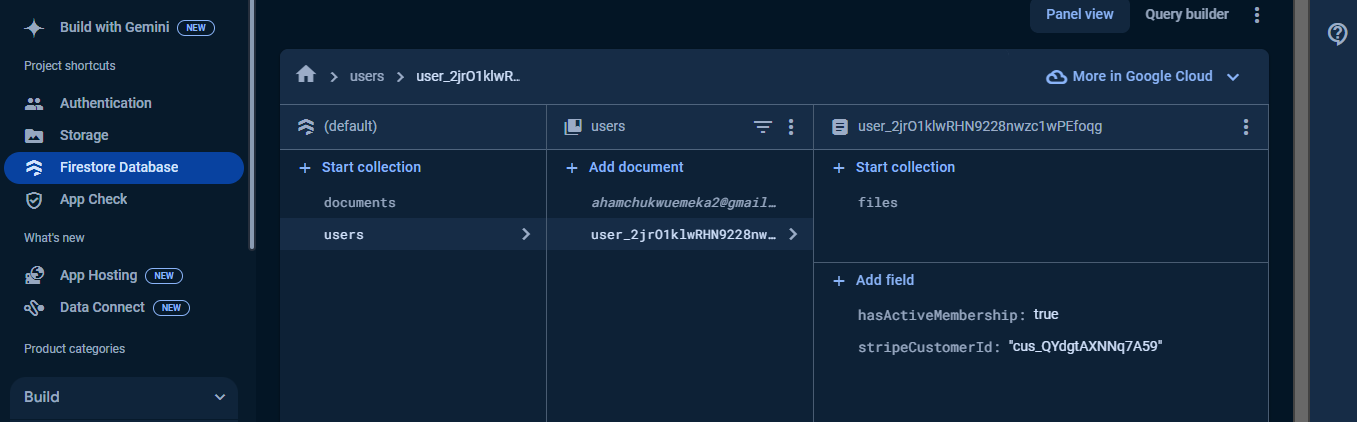 Build with Gemini NEW
Project shortcuts
Authentication
Storage
Firestore Database
App Check
What's new
App Hosting NEW
Data Connect NEW
Product categories
Build
Panel view Query builder
users user_2jrO1klwR…
More in Google Cloud
(default)
+ Start collection
documents
users
users
+ Add document
ahamchukwuemeka2@gmail…
user_2jrO1klwRHN9228nw…
user_2jrO1klwRHN9228nwzc1wPEfoqg
+ Start collection
files
+ Add field
hasActiveMembership: true
stripeCustomerId: "cus_QYdgtAXNNq7A59"